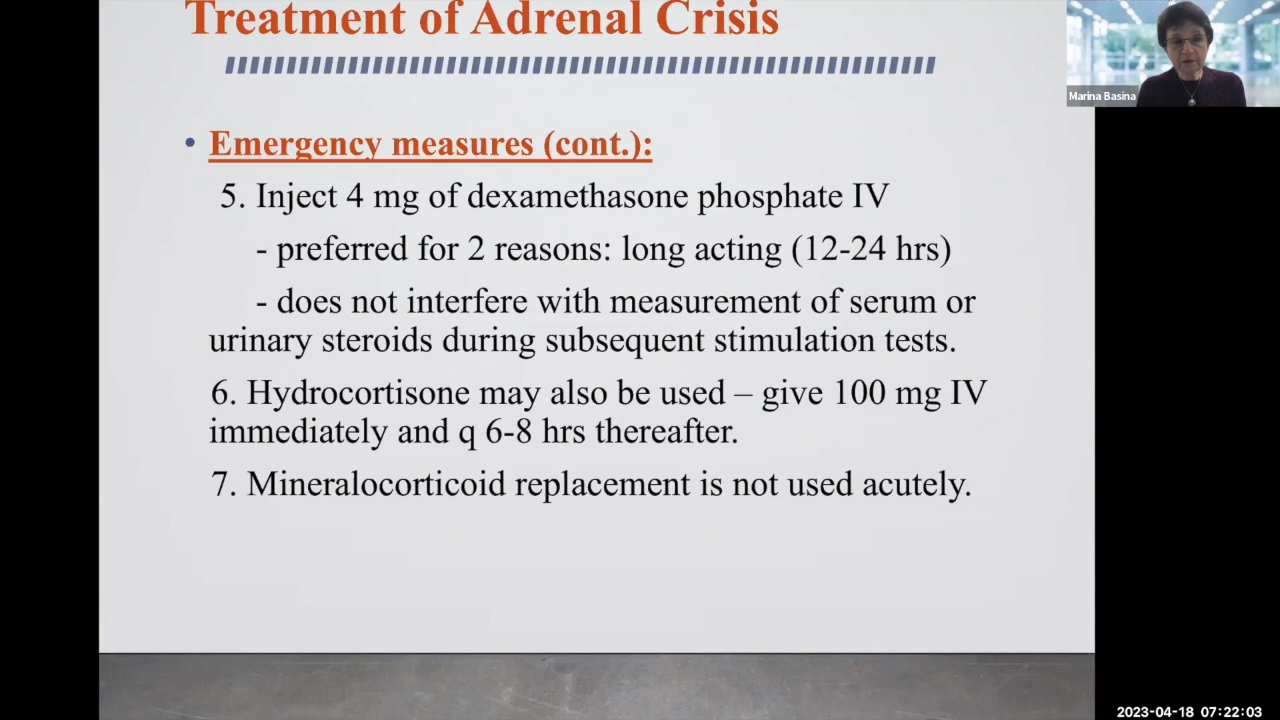 Treatment of Adrenal Crisis
Marina Basina
• Emergency measures (cont.):
5. Inject 4 mg of dexamethasone phosphate IV
- preferred for 2 reasons: long acting (12-24 hrs)
- does not interfere with measurement of serum or
urinary steroids during subsequent stimulation tests.
6. Hydrocortisone may also be used – give 100 mg IV
immediately and q 6-8 hrs thereafter.
7. Mineralocorticoid replacement is not used acutely.
2023-04-18 07:22:03